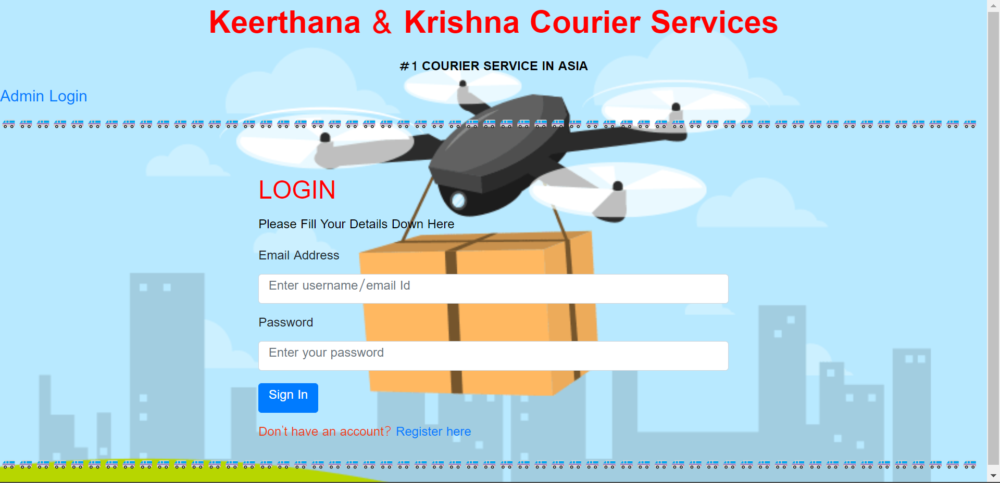 Keerthana & Krishna Courier Services
#1 COURIER SERVICE IN ASIA
Admin Login
LOGIN
Please Fill Your Details Down Here
Email Address
Enter username/email Id
Password
Enter your password
Sign In
Don't have an account? Register here